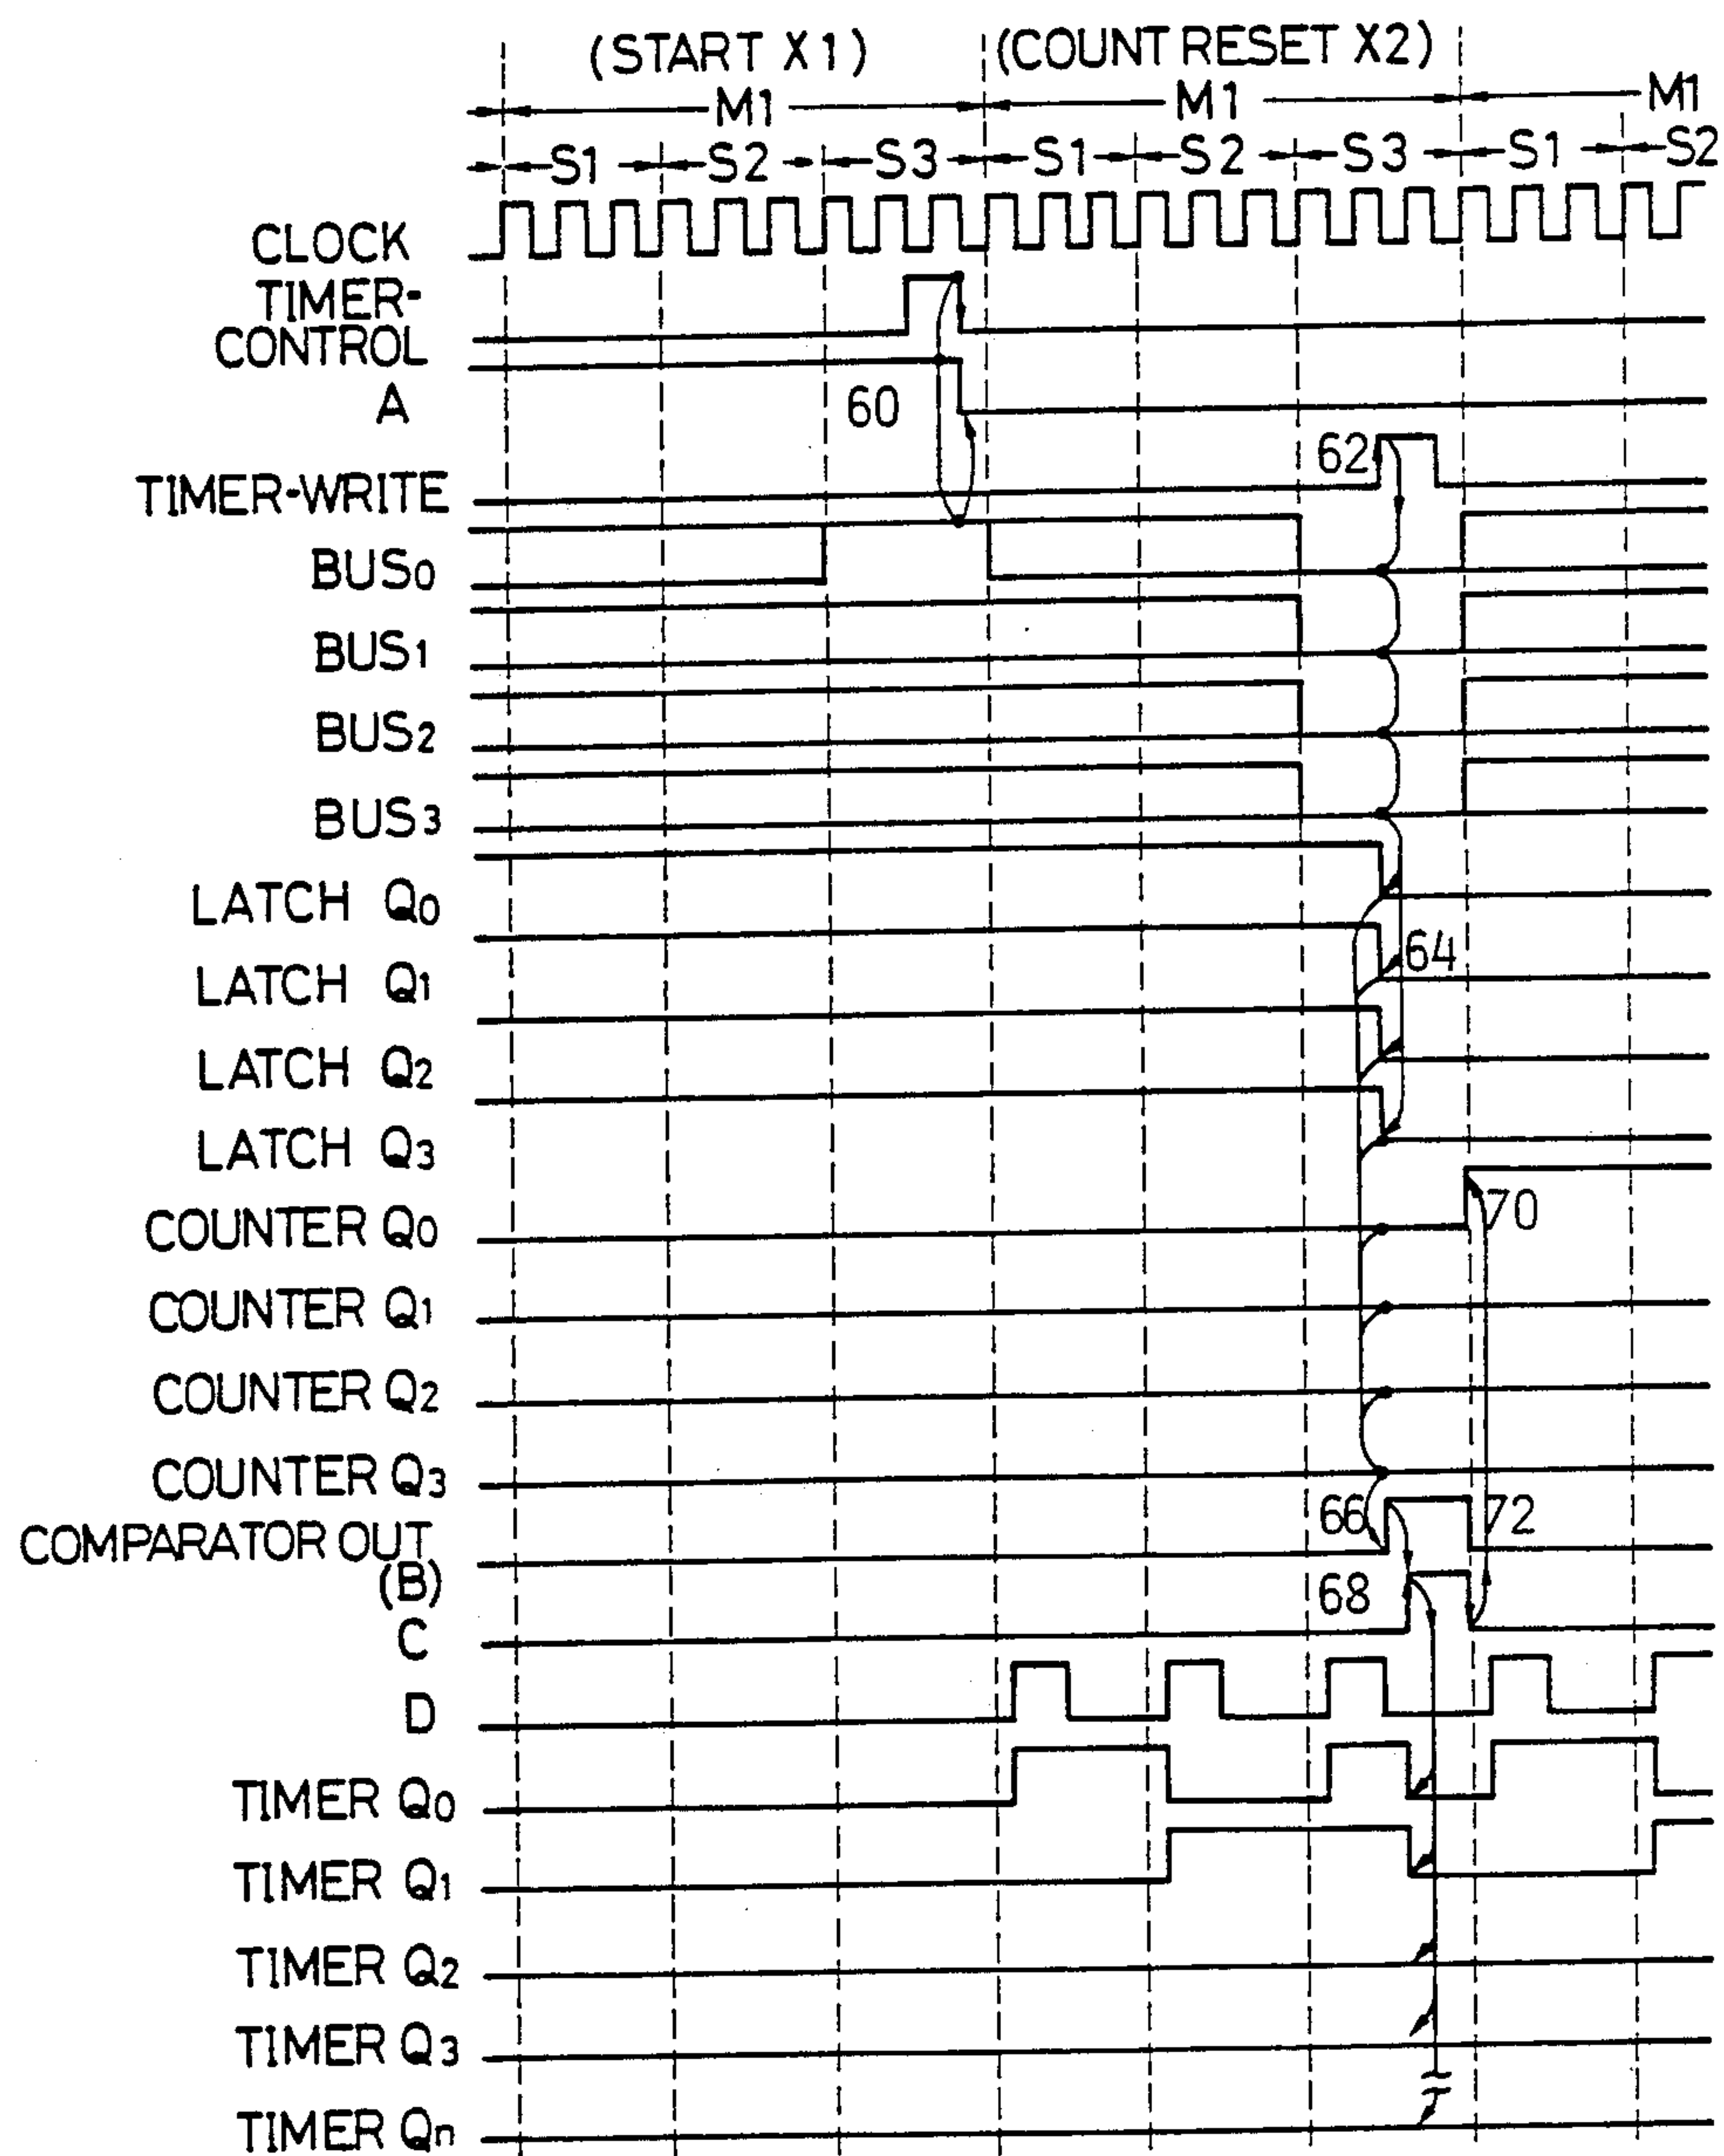 (START X1) (COUNT RESET X2)
M1 M1 M1
S1 S2 S3 S1 S2 S3 S1 S2
CLOCK
TIMER-
CONTROL
A
60
62
TIMER-WRITE
BUS0
BUS1
BUS2
BUS3
LATCH Q0
64
LATCH Q1
LATCH Q2
LATCH Q3
70
COUNTER Q0
COUNTER Q1
COUNTER Q2
COUNTER Q3
66 72
COMPARATOR OUT
(B)
68
C
D
TIMER Q0
TIMER Q1
TIMER Q2
TIMER Q3
TIMER Qn